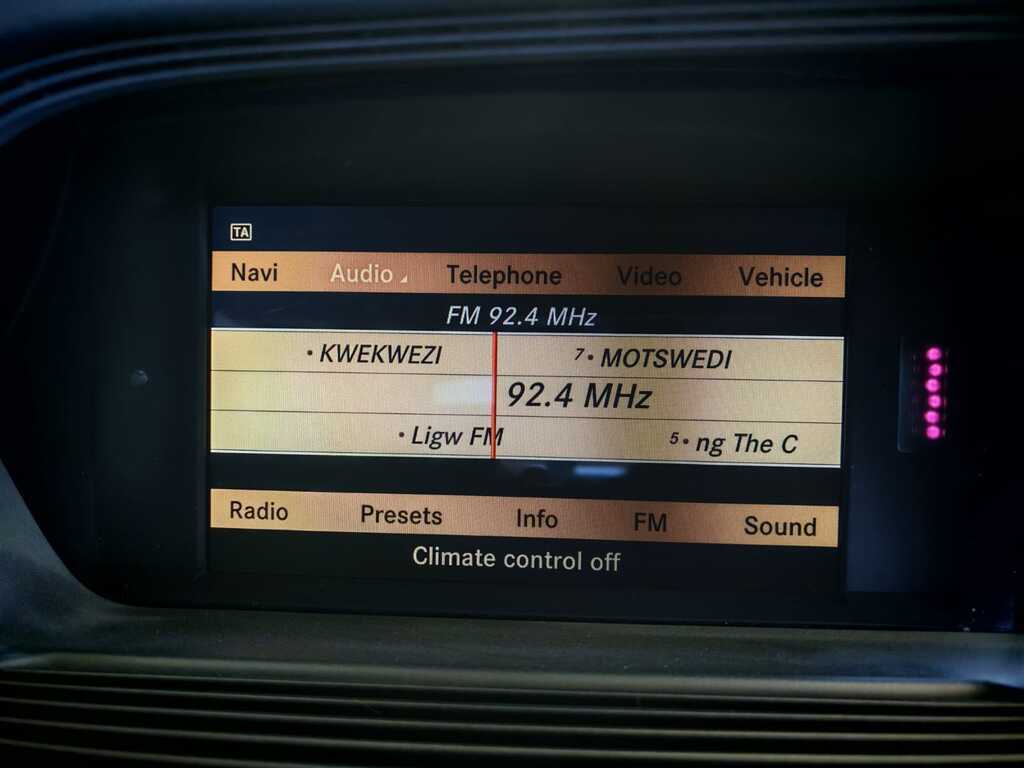 TA
Navi Audio Telephone Video Vehicle
FM 92.4 MHz
• KWEKWEZI 7• MOTSWEDI
92.4 MHz
• Ligw FM 5• ng The C
Radio Presets Info FM Sound
Climate control off